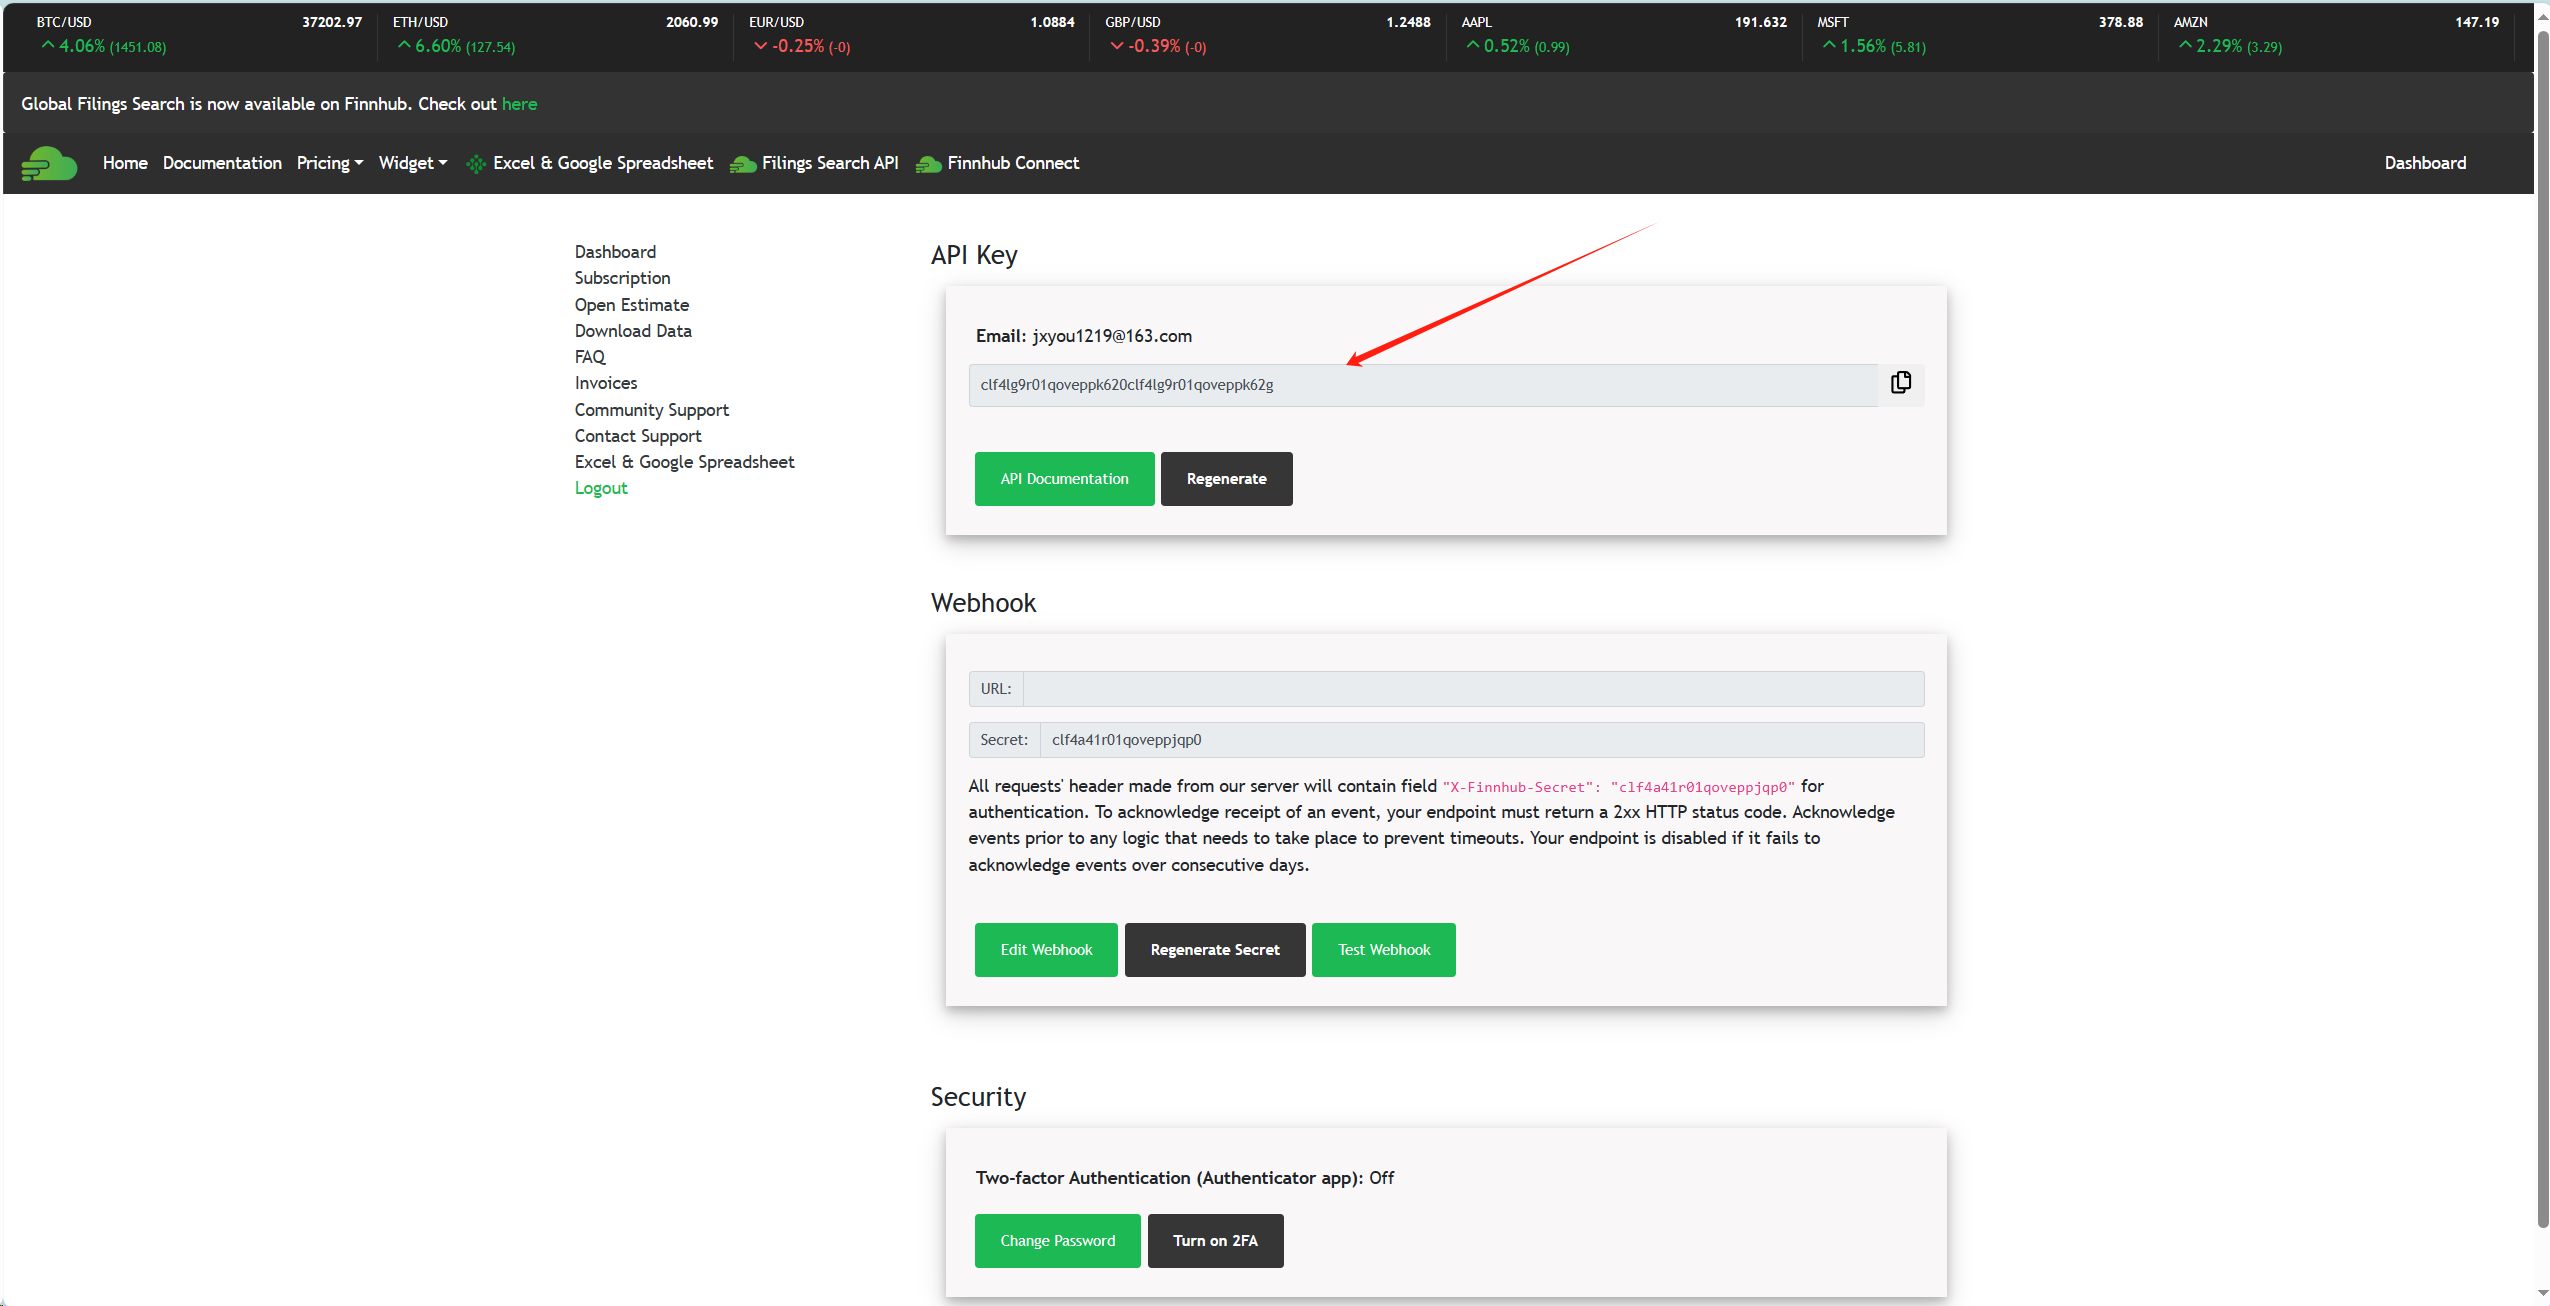 BTC/USD 37202.97
4.06% (1451.08)
ETH/USD 2060.99
6.60% (127.54)
EUR/USD 1.0884
-0.25% (-0)
GBP/USD 1.2488
-0.39% (-0)
AAPL 191.632
0.52% (0.99)
MSFT 378.88
1.56% (5.81)
AMZN 147.19
2.29% (3.29)
Global Filings Search is now available on Finnhub. Check out here
Home Documentation Pricing Widget Excel & Google Spreadsheet Filings Search API Finnhub Connect Dashboard
Dashboard
Subscription
Open Estimate
Download Data
FAQ
Invoices
Community Support
Contact Support
Excel & Google Spreadsheet
Logout
API Key
Email: jxyou1219@163.com
clf4lg9r01qoveppk620clf4lg9r01qoveppk62g
API Documentation Regenerate
Webhook
URL:
Secret: clf4a41r01qoveppjqp0
All requests' header made from our server will contain field "X-Finnhub-Secret": "clf4a41r01qoveppjqp0" for
authentication. To acknowledge receipt of an event, your endpoint must return a 2xx HTTP status code. Acknowledge
events prior to any logic that needs to take place to prevent timeouts. Your endpoint is disabled if it fails to
acknowledge events over consecutive days.
Edit Webhook Regenerate Secret Test Webhook
Security
Two-factor Authentication (Authenticator app): Off
Change Password Turn on 2FA